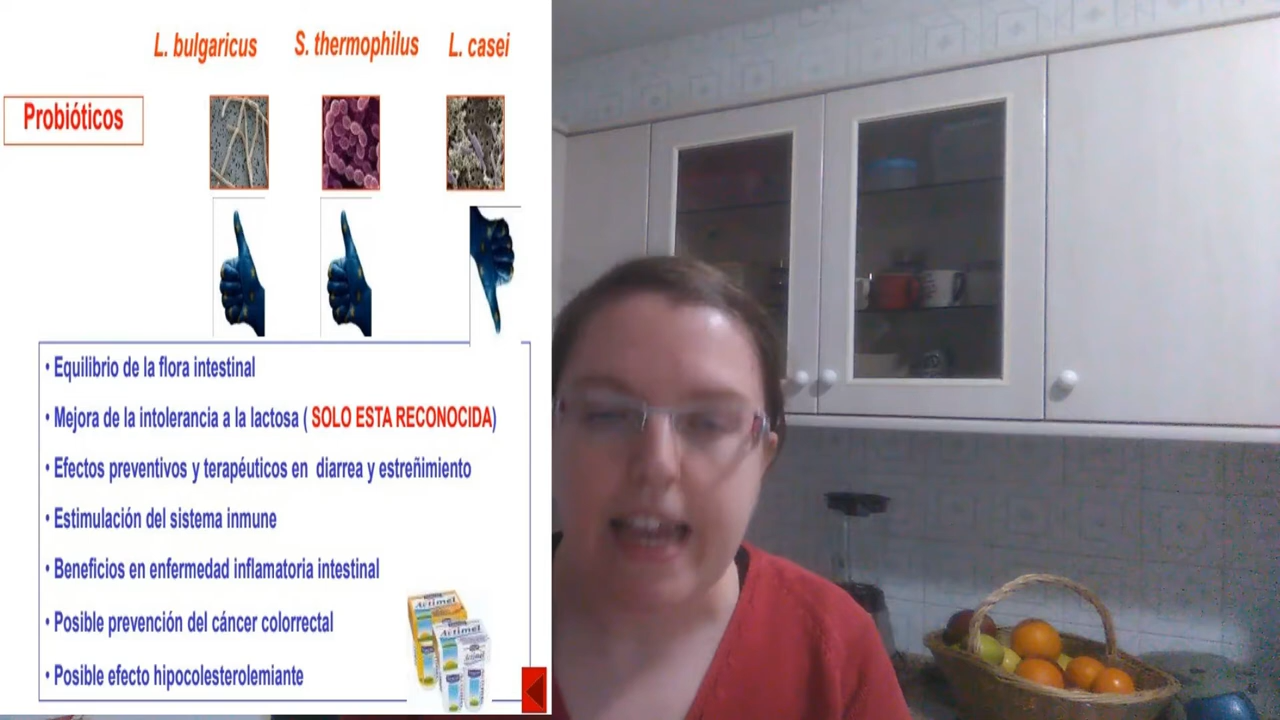 L. bulgaricus S. thermophilus L. casei
Probióticos
• Equilibrio de la flora intestinal
• Mejora de la intolerancia a la lactosa ( SOLO ESTA RECONOCIDA)
• Efectos preventivos y terapéuticos en diarrea y estreñimiento
• Estimulación del sistema inmune
• Beneficios en enfermedad inflamatoria intestinal
• Posible prevención del cáncer colorrectal
• Posible efecto hipocolesterolemiante
Actimel
Actimel